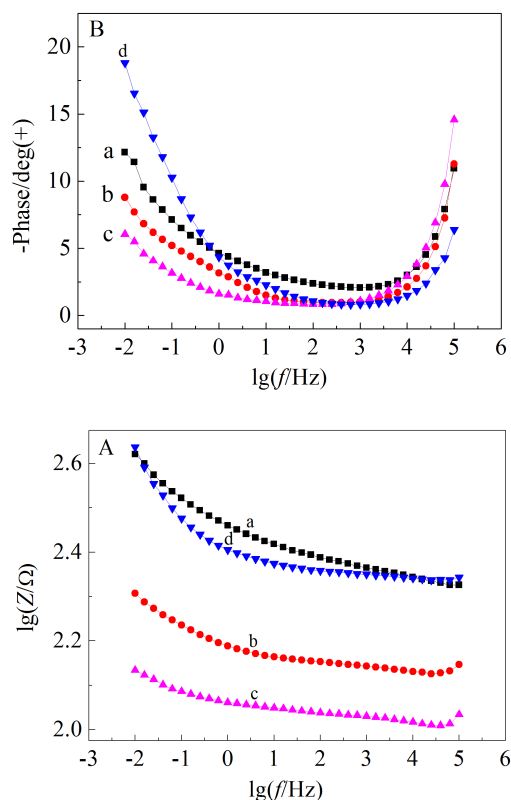 B
-Phase/deg(+)
20
15
10
5
0
d
a
b
c
-2 -1 0 1 2 3 4 5 6
lg(f/Hz)
A
lg(Z/Ω)
2.6
2.4
2.2
2.0
a
d
b
c
-3 -2 -1 0 1 2 3 4 5 6
lg(f/Hz)